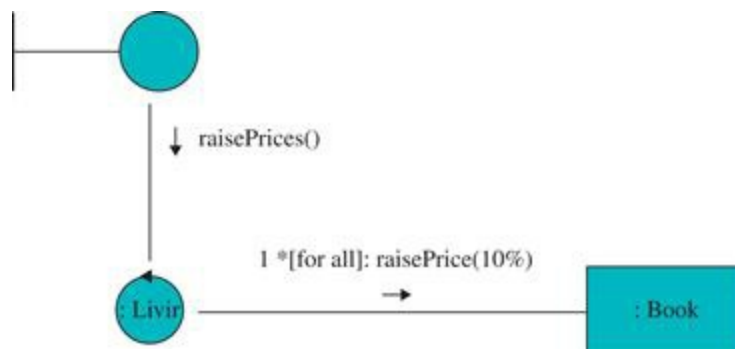 raisePrices()
1 *[for all]: raisePrice(10%)
: Livir
: Book